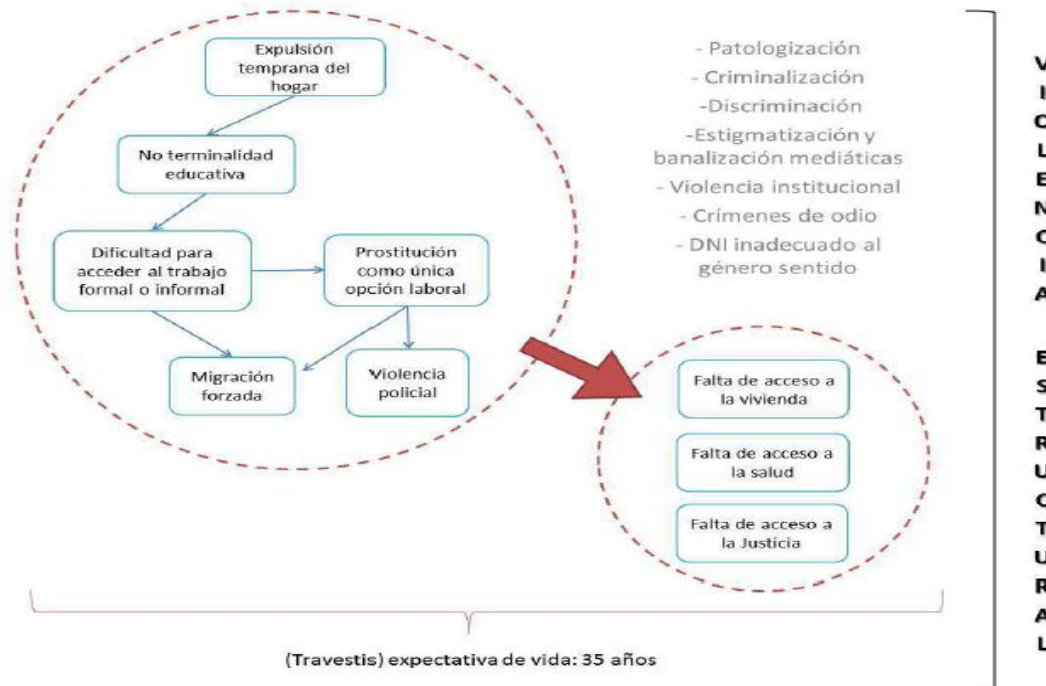 Expulsión
temprana del
hogar
No terminalidad
educativa
Dificultad para
acceder al trabajo
formal o informal
Prostitución
como única
opción laboral
Migración
forzada
Violencia
policial
- Patologización
- Criminalización
-Discriminación
-Estigmatización y
banalización mediáticas
- Violencia institucional
- Crímenes de odio
- DNI inadecuado al
género sentido
Falta de acceso a
la vivienda
Falta de acceso a
la salud
Falta de acceso a
la Justicia
(Travestis) expectativa de vida: 35 años
V
I
O
L
E
N
C
I
A
E
S
T
R
U
C
T
U
R
A
L